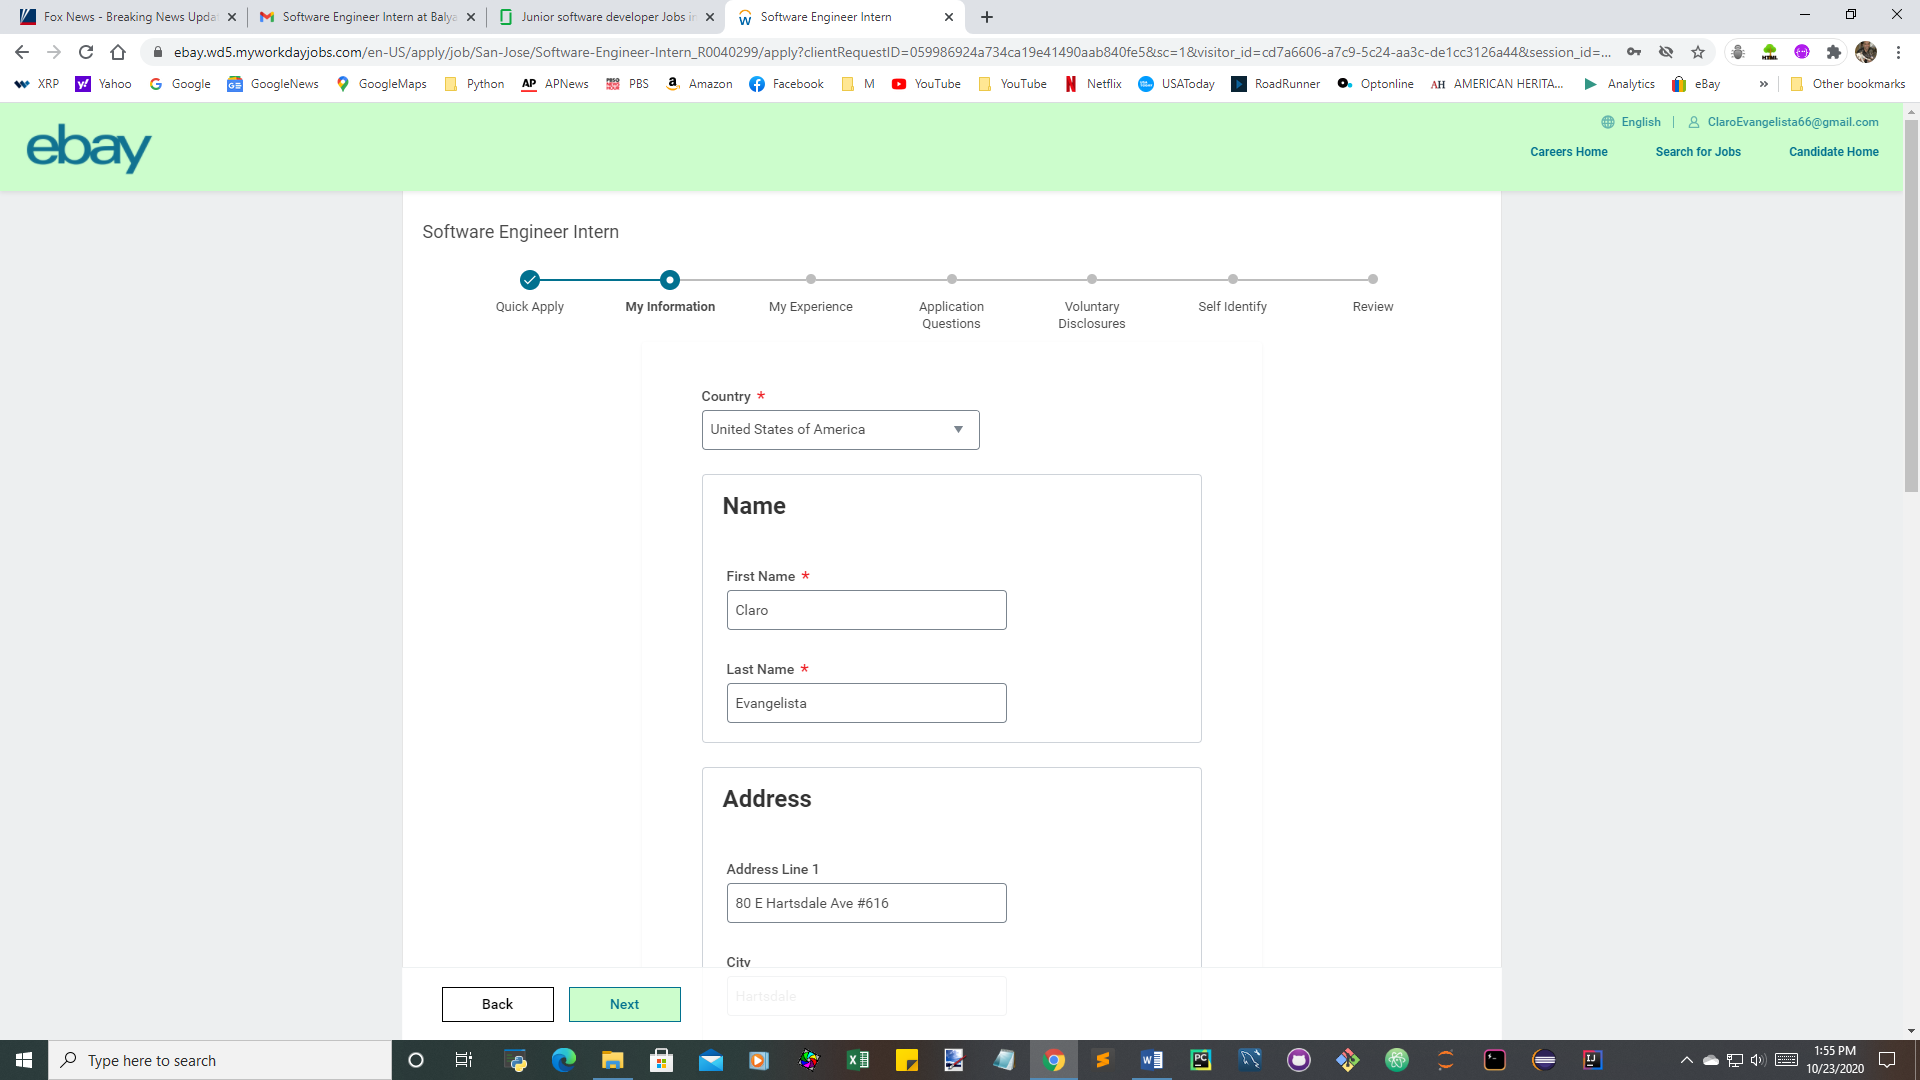 Fox News - Breaking News Upda
Software Engineer Intern at Balya
Junior software developer Jobs in
Software Engineer Intern
ebay.wd5.myworkdayjobs.com/en-US/apply/job/San-Jose/Software-Engineer-Intern_R0040299/apply?clientRequestID=059986924a734ca19e41490aab840fe5&sc=1&visitor_id=cd7a6606-a7c9-5c24-aa3c-de1cc3126a44&session_id=...
XRP Yahoo Google GoogleNews GoogleMaps Python APNews PBS Amazon Facebook M YouTube YouTube Netflix USAToday RoadRunner Optonline AMERICAN HERITA... Analytics eBay » Other bookmarks
ebay
English | ClaroEvangelista66@gmail.com
Careers Home Search for Jobs Candidate Home
Software Engineer Intern
Quick Apply
My Information
My Experience
Application Questions
Voluntary Disclosures
Self Identify
Review
Country *
United States of America
Name
First Name *
Claro
Last Name *
Evangelista
Address
Address Line 1
80 E Hartsdale Ave #616
City
Hartsdale
Back Next
Type here to search
1:55 PM
10/23/2020